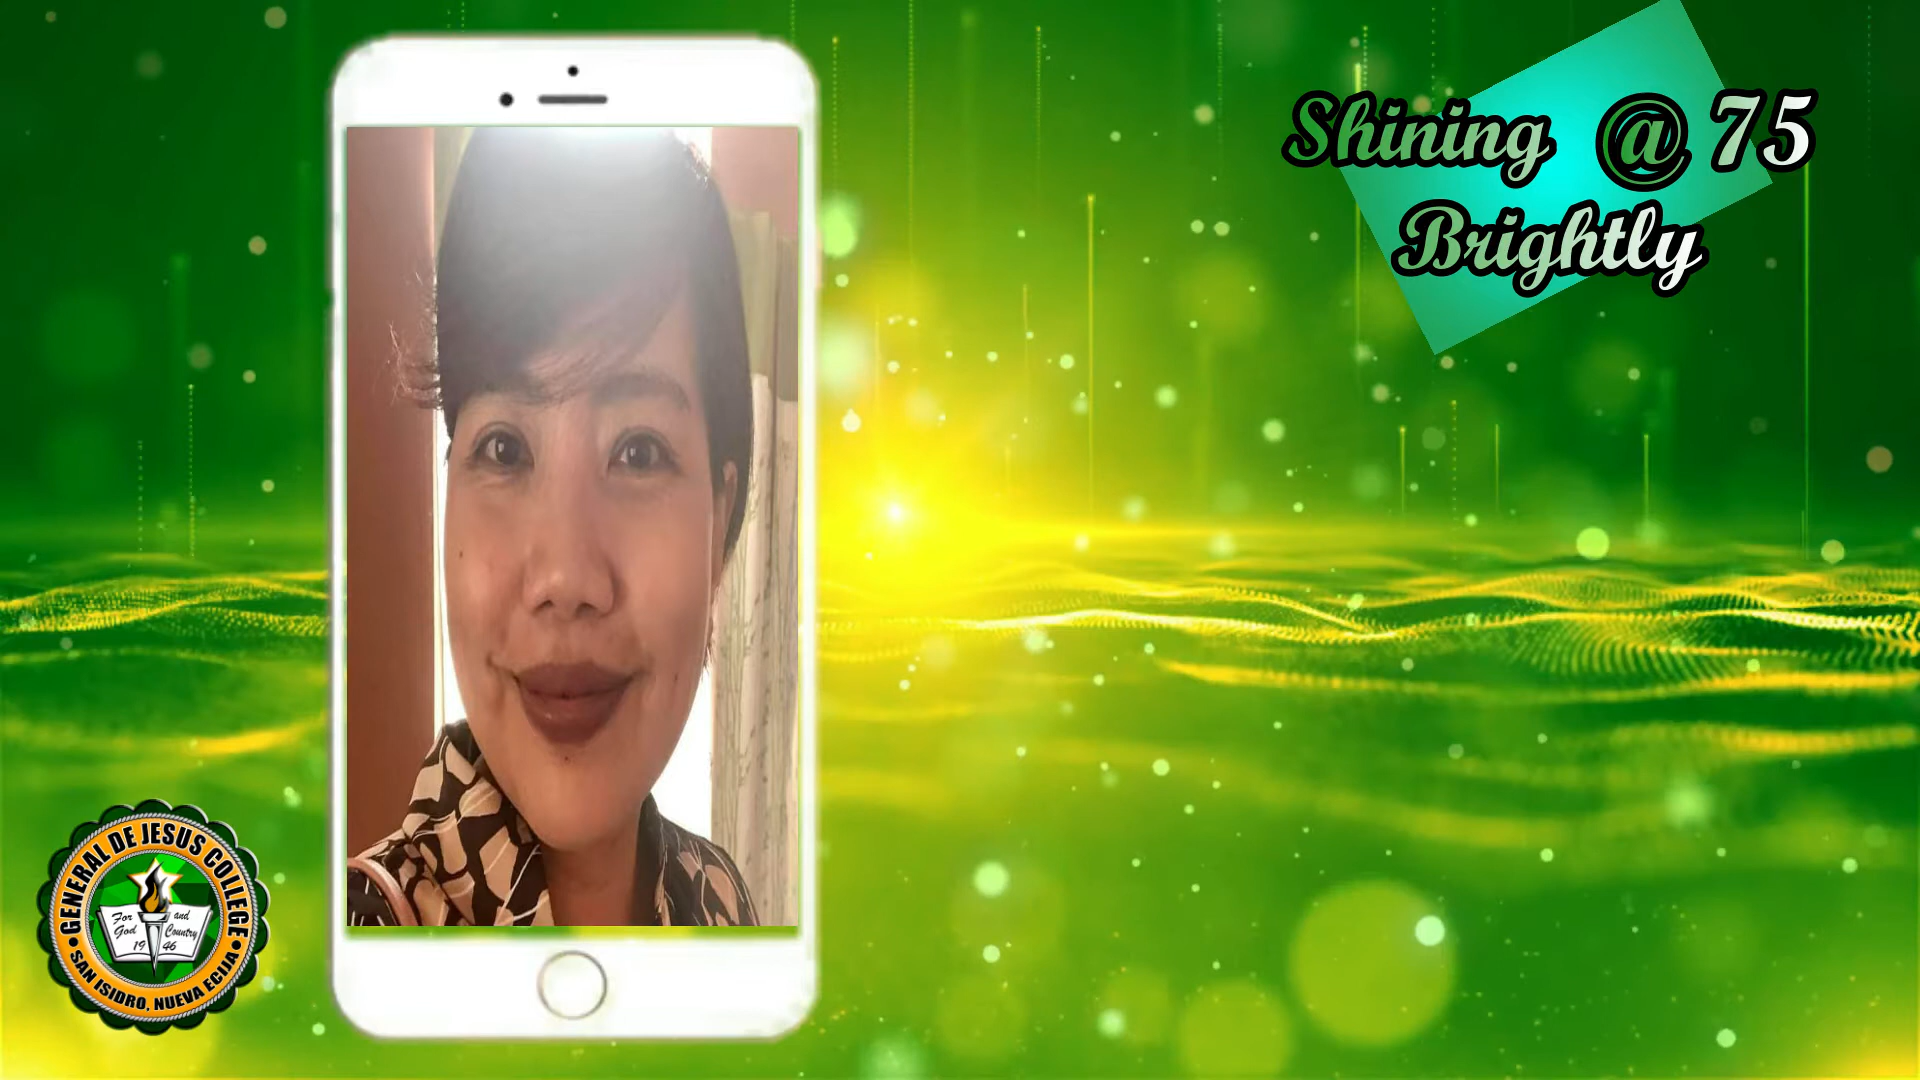 Shining @ 75
Brightly
GENERAL DE JESUS COLLEGE
For and
God Country
19 46
SAN ISIDRO, NUEVA ECIJA